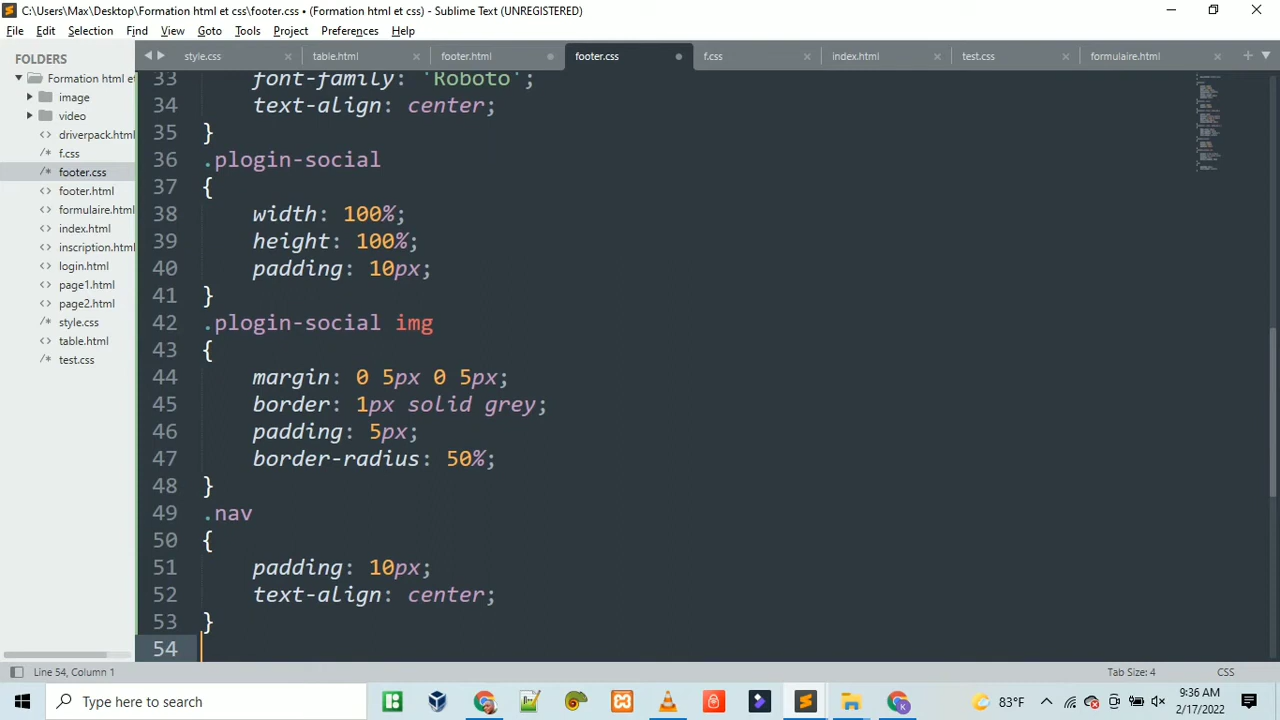 C:\Users\Max\Desktop\Formation html et css\footer.css • (Formation html et css) - Sublime Text (UNREGISTERED)
File Edit Selection Find View Goto Tools Project Preferences Help
FOLDERS
Formation html et
image
video
driverpack.html
f.css
footer.css
footer.html
formulaire.html
index.html
inscription.html
login.html
page1.html
page2.html
style.css
table.html
test.css
style.css table.html footer.html footer.css f.css index.html test.css formulaire.html
33 font-family: 'Roboto';
34 text-align: center;
35 }
36 .plogin-social
37 {
38 width: 100%;
39 height: 100%;
40 padding: 10px;
41 }
42 .plogin-social img
43 {
44 margin: 0 5px 0 5px;
45 border: 1px solid grey;
46 padding: 5px;
47 border-radius: 50%;
48 }
49 .nav
50 {
51 padding: 10px;
52 text-align: center;
53 }
54
Line 54, Column 1 Tab Size: 4 CSS
Type here to search 83°F 9:36 AM
2/17/2022